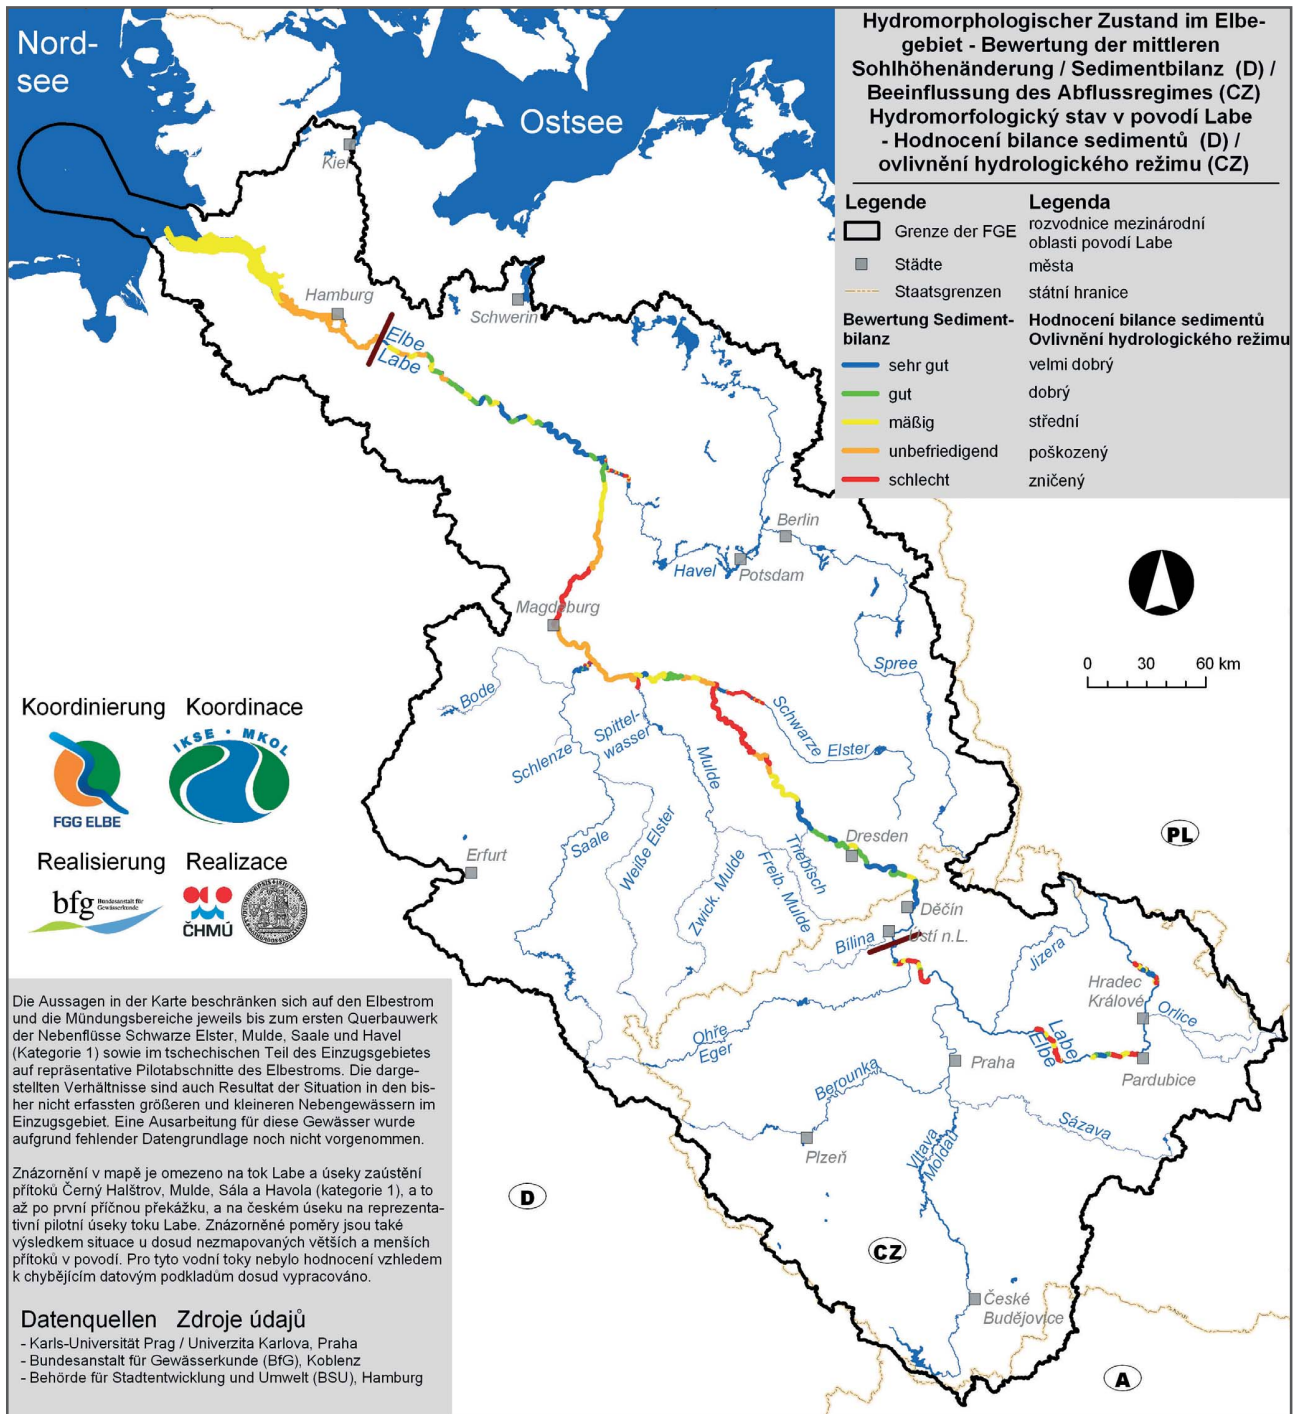 Hydromorphologischer Zustand im Elbe-
gebiet - Bewertung der mittleren
Sohlhöhenänderung / Sedimentbilanz (D) /
Beeinflussung des Abflussregimes (CZ)
Hydromorfologický stav v povodí Labe
- Hodnocení bilance sedimentů (D) /
ovlivnění hydrologického režimu (CZ)
Legende Legenda
Grenze der FGE rozvodnice mezinárodní
oblasti povodí Labe
Städte města
Staatsgrenzen státní hranice
Bewertung Sediment-
bilanz
Hodnocení bilance sedimentů
Ovlivnění hydrologického režimu
sehr gut velmi dobrý
gut dobrý
mäßig střední
unbefriedigend poškozený
schlecht zničený
Nord-
see
Ostsee
Kiel
Hamburg
Schwerin
Elbe
Labe
Berlin
Havel
Potsdam
Magdeburg
0 30 60 km
Spree
Bode
Spittel-
wasser
Schlenze
Schwarze Elster
Mulde
Saale
Weiße Elster
Zwick. Mulde
Freib. Mulde
Triebisch
Dresden
Erfurt
PL
Děčín
Bílina
Ústí n.L.
Jizera
Hradec
Králové
Orlice
Ohře
Eger
Labe
Elbe
Praha
Pardubice
Berounka
Sázava
Plzeň
Vltava
Moldau
D
CZ
České
Budějovice
A
Koordinierung Koordinace
FGG ELBE
IKSE • MKOL
Realisierung Realizace
bfg Bundesanstalt für
Gewässerkunde
ČHMÚ
Die Aussagen in der Karte beschränken sich auf den Elbestrom
und die Mündungsbereiche jeweils bis zum ersten Querbauwerk
der Nebenflüsse Schwarze Elster, Mulde, Saale und Havel
(Kategorie 1) sowie im tschechischen Teil des Einzugsgebietes
auf repräsentative Pilotabschnitte des Elbestroms. Die darge-
stellten Verhältnisse sind auch Resultat der Situation in den bis-
her nicht erfassten größeren und kleineren Nebengewässern im
Einzugsgebiet. Eine Ausarbeitung für diese Gewässer wurde
aufgrund fehlender Datengrundlage noch nicht vorgenommen.
Znázornění v mapě je omezeno na tok Labe a úseky zaústění
přítoků Černý Halštrov, Mulde, Sála a Havola (kategorie 1), a to
až po první příčnou překážku, a na českém úseku na reprezenta-
tivní pilotní úseky toku Labe. Znázorněné poměry jsou také
výsledkem situace u dosud nezmapovaných větších a menších
přítoků v povodí. Pro tyto vodní toky nebylo hodnocení vzhledem
k chybějícím datovým podkladům dosud vypracováno.
Datenquellen Zdroje údajů
- Karls-Universität Prag / Univerzita Karlova, Praha
- Bundesanstalt für Gewässerkunde (BfG), Koblenz
- Behörde für Stadtentwicklung und Umwelt (BSU), Hamburg